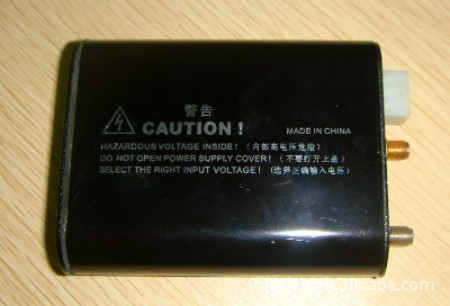 警告
CAUTION!
MADE IN CHINA
HAZARDOUS VOLTAGE INSIDE! (内部高电压危险)
DO NOT OPEN POWER SUPPLY COVER! (不要打开上盖)
SELECT THE RIGHT INPUT VOLTAGE! (选择正确输入电压)